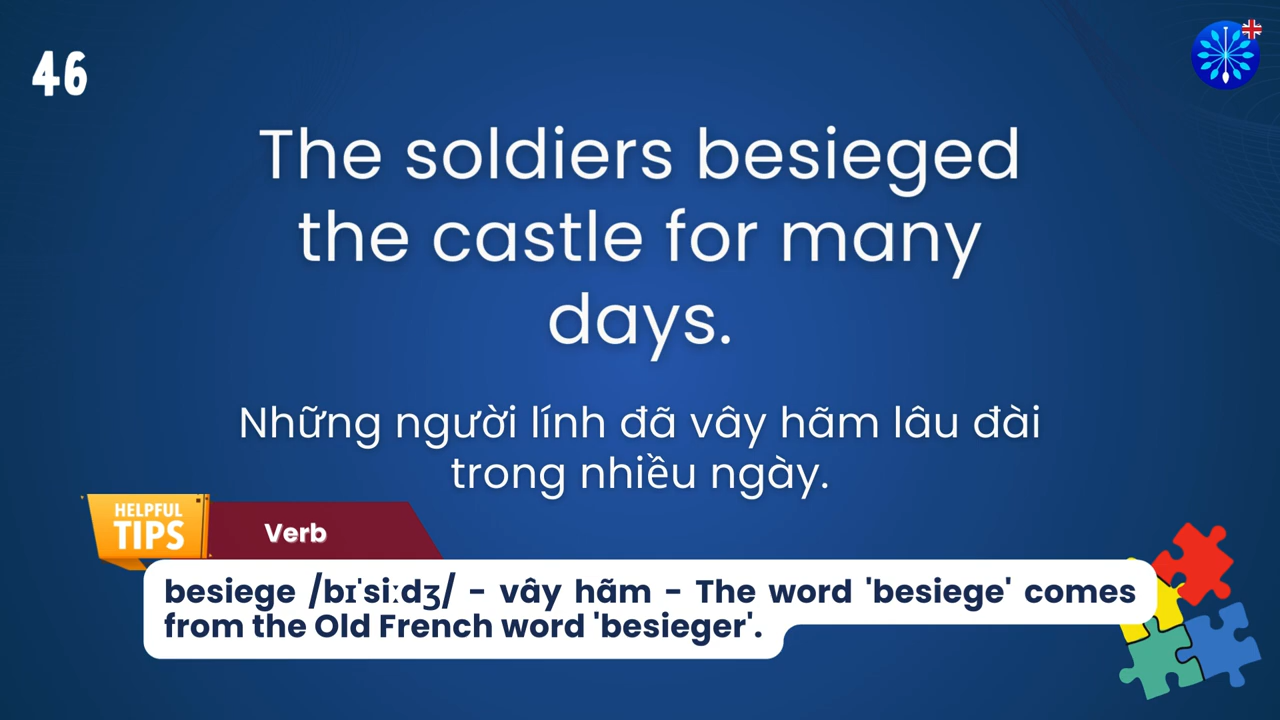 46
The soldiers besieged
the castle for many
days.
Những người lính đã vây hãm lâu đài
trong nhiều ngày.
HELPFUL
TIPS
Verb
besiege /bɪˈsiːdʒ/ - vây hãm - The word 'besiege' comes
from the Old French word 'besieger'.